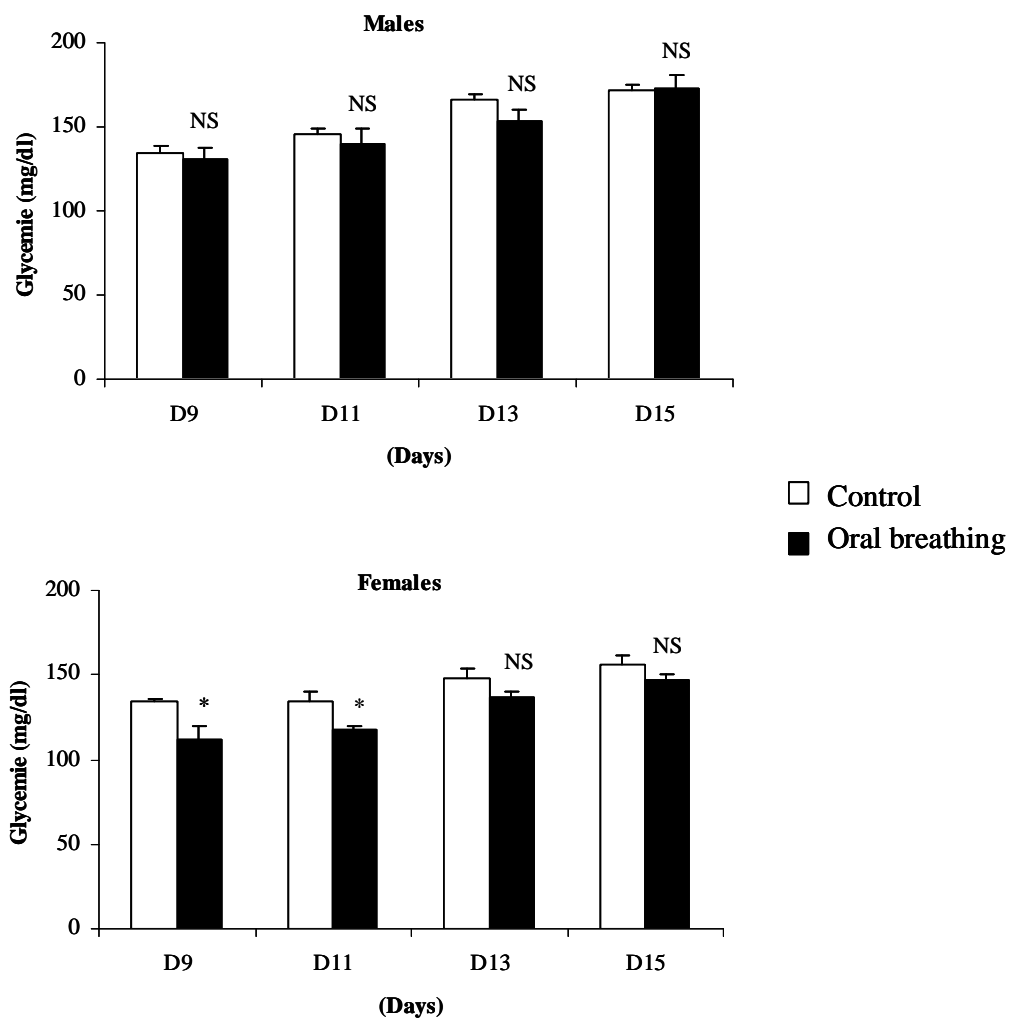 Males
200
150
100
50
0
Glycemie (mg/dl)
NS
NS
NS
NS
D9
D11
D13
D15
(Days)
Control
Oral breathing
Females
200
150
100
50
0
Glycemie (mg/dl)
*
*
NS
NS
D9
D11
D13
D15
(Days)